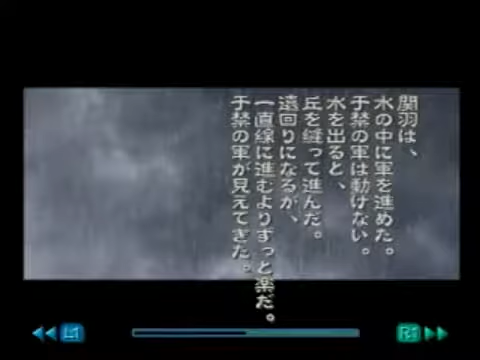 関羽は、
水の中に軍を進めた。
于禁の軍は動けない。
水を出ると、
丘を縫って進んだ。
遠回りになるが、
一直線に進むよりずっと楽だ。
于禁の軍が見えてきた。
L1
R1